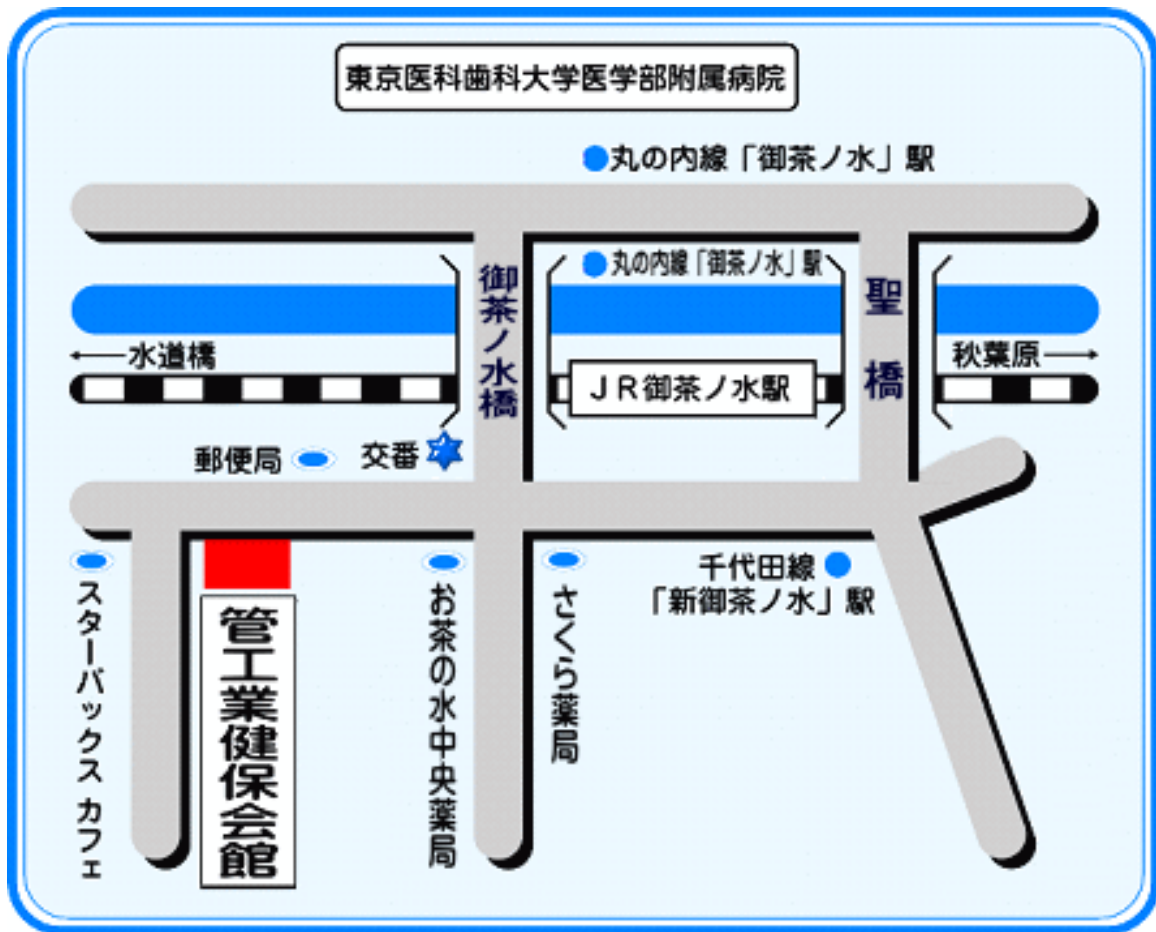 東京医科歯科大学医学部附属病院
丸の内線「御茶ノ水」駅
丸の内線「御茶ノ水」駅
御茶ノ水橋
聖橋
←水道橋
秋葉原→
JR御茶ノ水駅
郵便局
交番
千代田線
「新御茶ノ水」駅
スターバックス カフェ
管工業健保会館
お茶の水中央薬局
さくら薬局